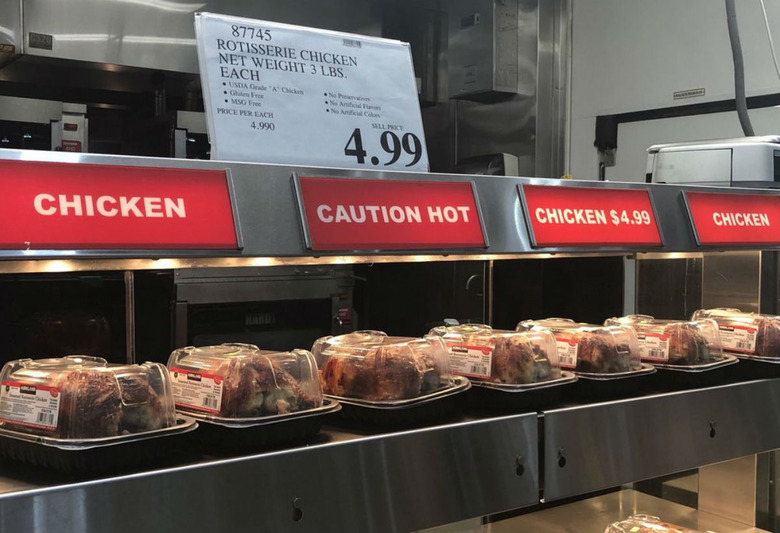 87745
ROTISSERIE CHICKEN
NET WEIGHT 3 LBS.
EACH
• USDA Grade "A" Chicken
• Gluten Free
• MSG Free
• No Preservatives
• No Artificial Flavors
• No Artificial Colors
PRICE PER EACH
4.990
SELL PRICE
4.99
CHICKEN
CAUTION HOT
CHICKEN $4.99
CHICKEN
KIRKLAND